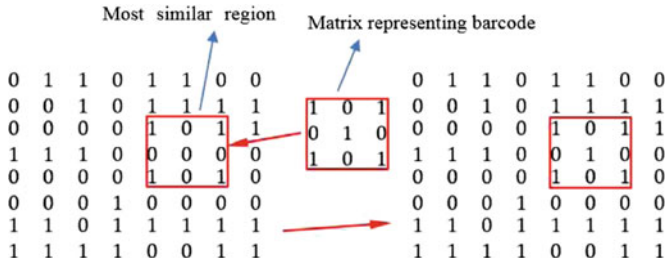 Most similar region
Matrix representing barcode
0 1 1 0 1 1 0 0
0 0 1 0 1 1 1 1
0 0 0 0 1 0 1 1
1 1 1 0 0 0 0 0
0 0 0 0 1 0 1 0
0 0 0 1 0 0 0 0
1 1 0 1 1 1 1 1
1 1 1 1 0 0 1 1
1 0 1
0 1 0
1 0 1
0 1 1 0 1 1 0 0
0 0 1 0 1 1 1 1
0 0 0 0 1 0 1 1
1 1 1 0 0 1 0 0
0 0 0 0 1 0 1 0
0 0 0 1 0 0 0 0
1 1 0 1 1 1 1 1
1 1 1 1 0 0 1 1